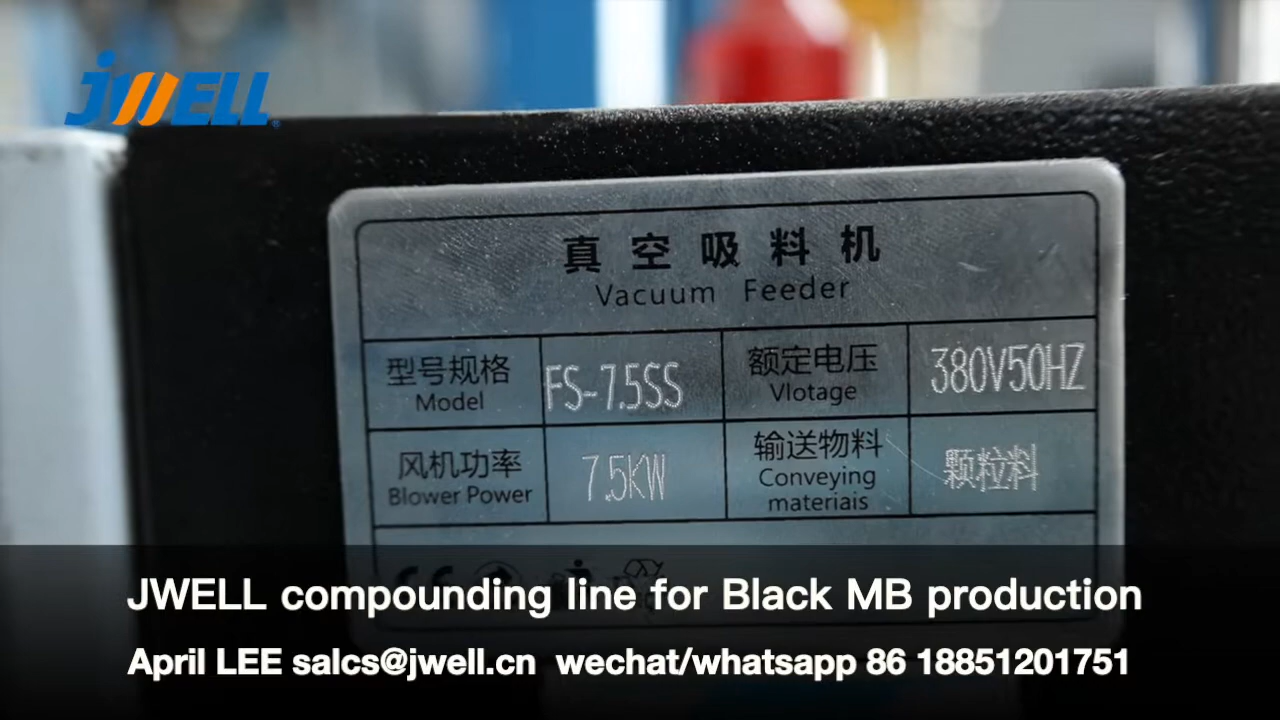 JWELL
真空吸料机
Vacuum Feeder
型号规格 FS-7.5SS 额定电压 380V50HZ
Model Vlotage
风机功率 7.5KW 输送物料 颗粒料
Blower Power Conveying
materiais
JWELL compounding line for Black MB production
April LEE salcs@jwell.cn wechat/whatsapp 86 18851201751